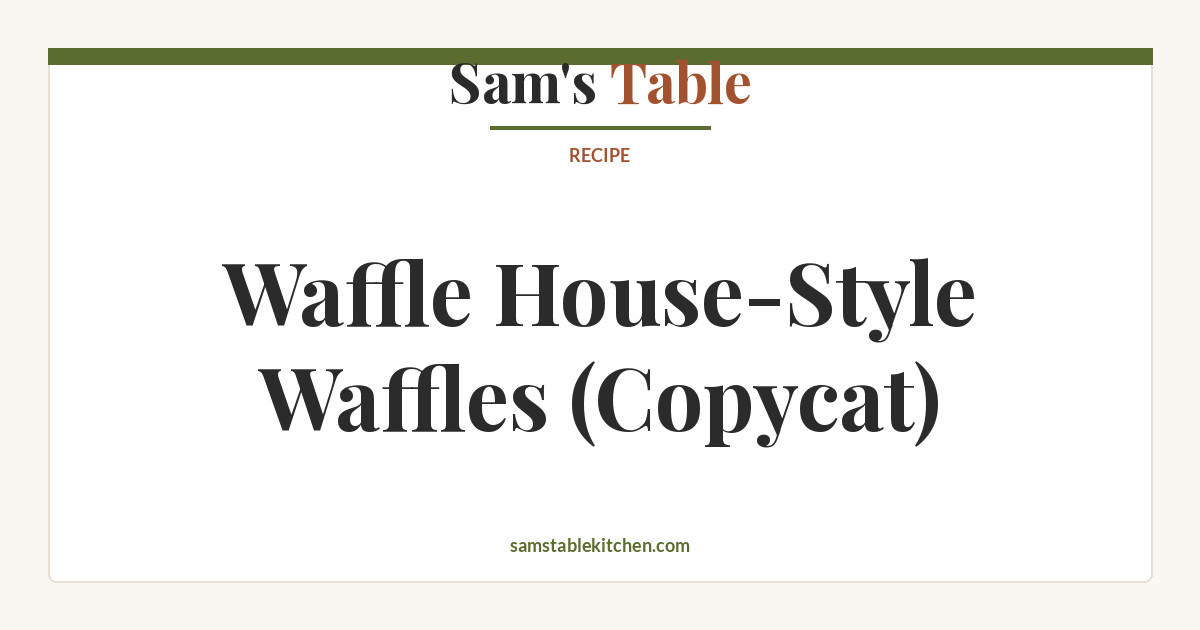 Sam's Table
RECIPE
Waffle House–Style
Waffles (Copycat)
samstablekitchen.com